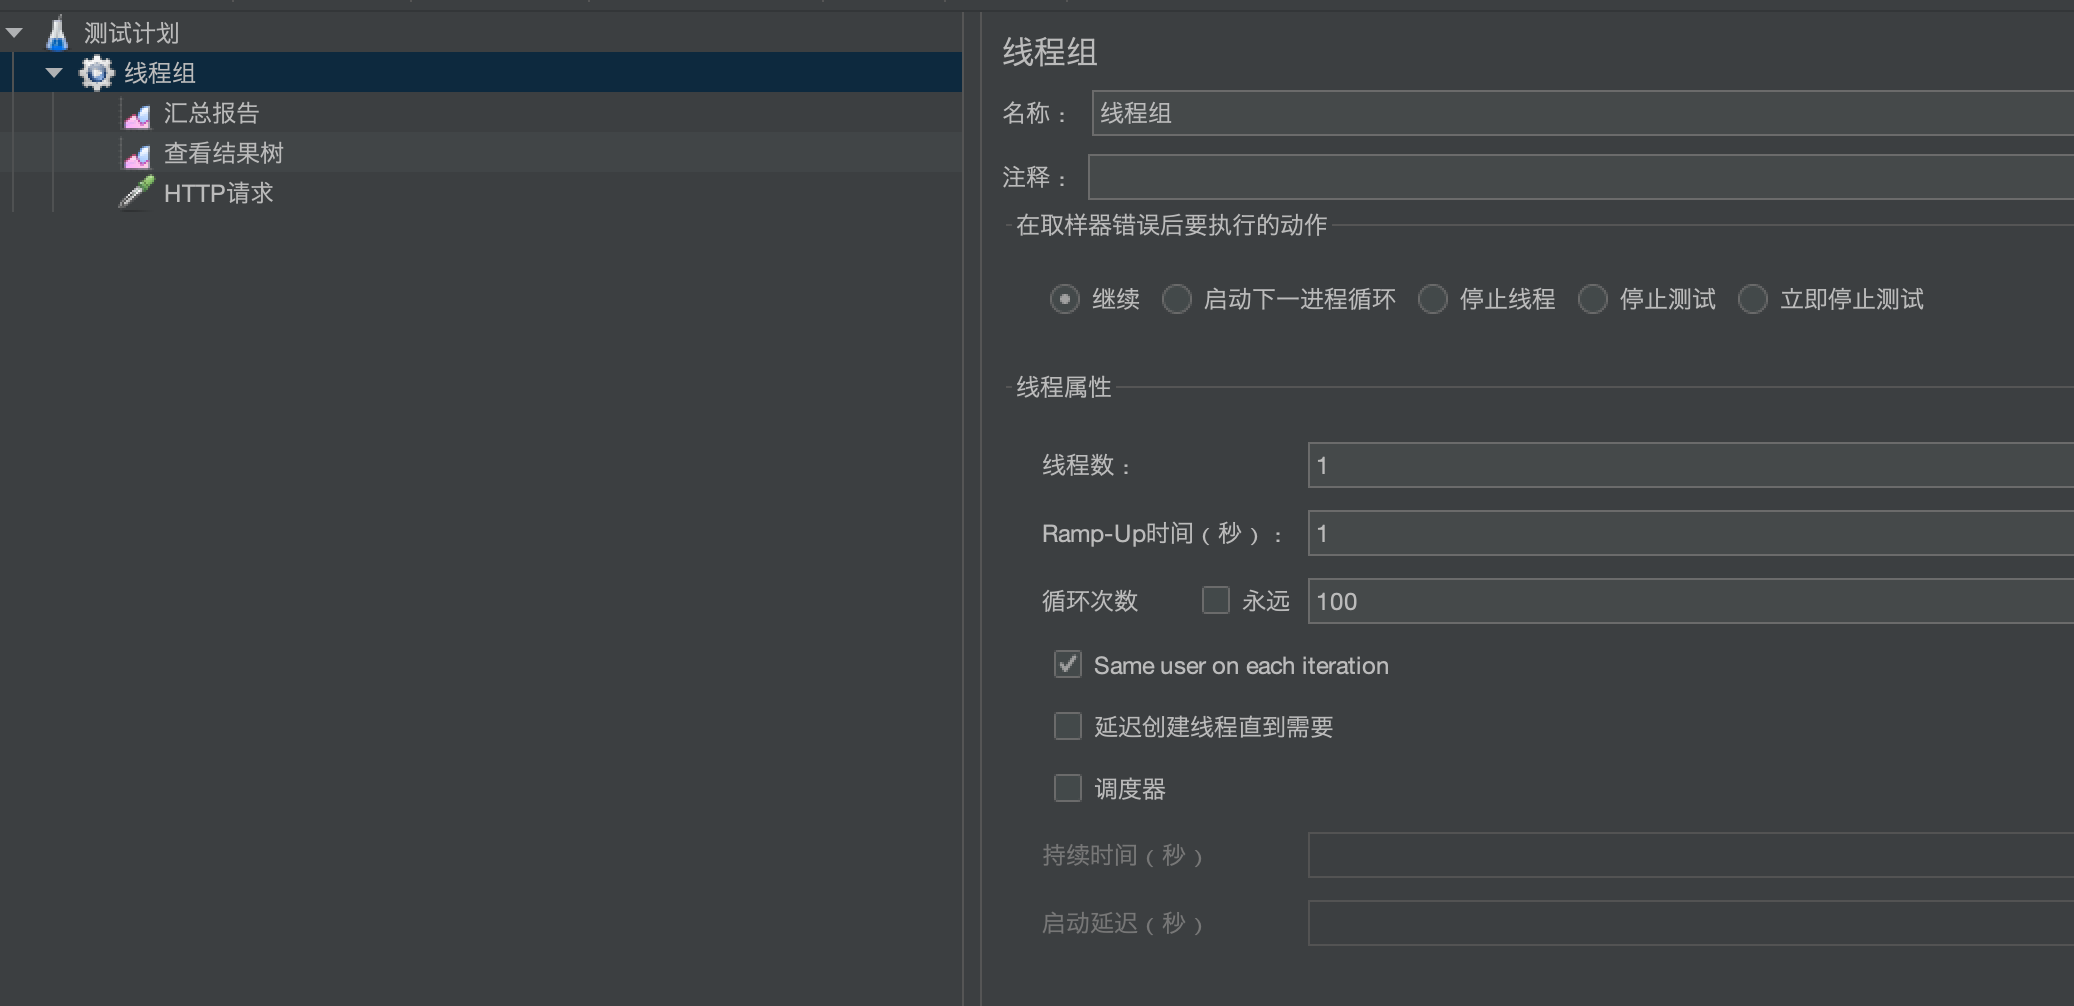 测试计划
线程组
汇总报告
查看结果树
HTTP请求
线程组
名称：
线程组
注释：
在取样器错误后要执行的动作
继续 启动下一进程循环 停止线程 停止测试 立即停止测试
线程属性
线程数： 1
Ramp-Up时间（秒）： 1
循环次数 永远 100
Same user on each iteration
延迟创建线程直到需要
调度器
持续时间（秒）
启动延迟（秒）